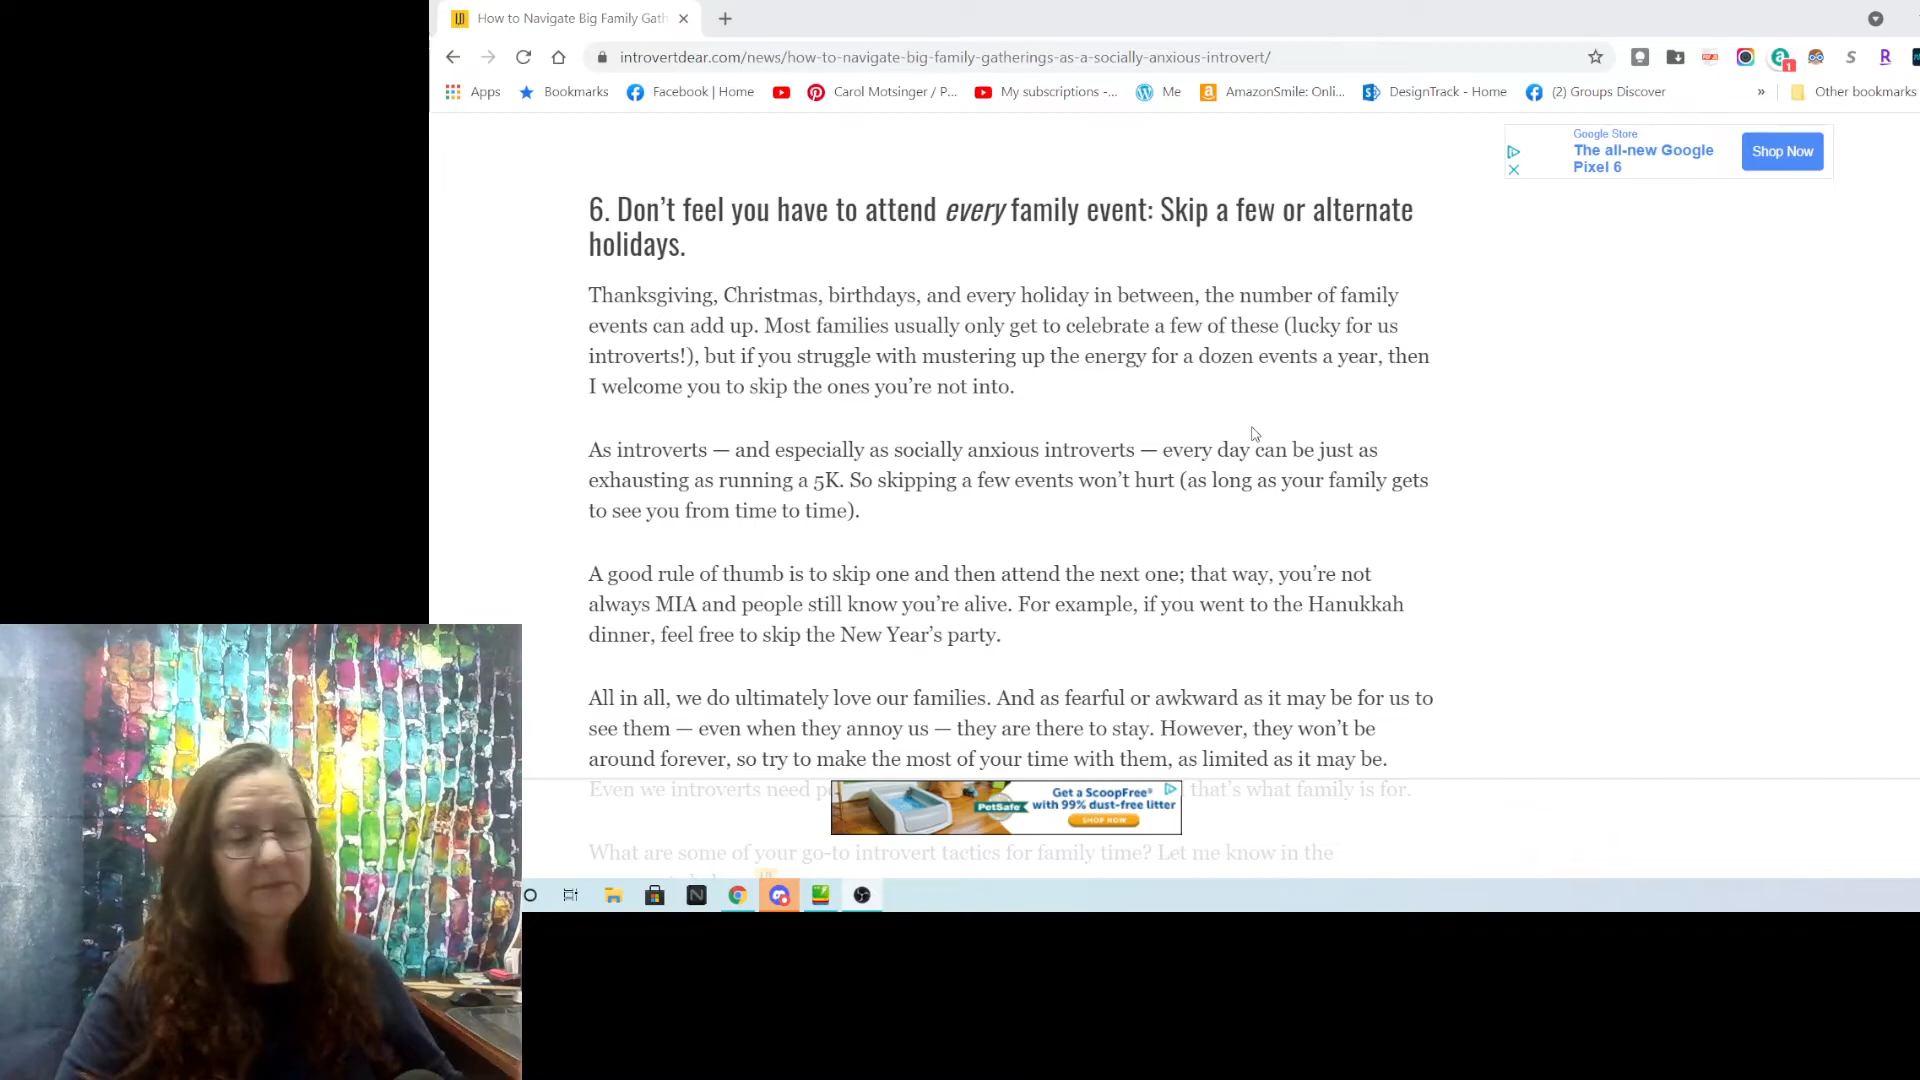 How to Navigate Big Family Gath
introvertdear.com/news/how-to-navigate-big-family-gatherings-as-a-socially-anxious-introvert/
Apps Bookmarks Facebook | Home Carol Motsinger / P... My subscriptions -... Me AmazonSmile: Onli... DesignTrack - Home (2) Groups Discover » Other bookmarks
Google Store
The all-new Google
Pixel 6
Shop Now
6. Don’t feel you have to attend every family event: Skip a few or alternate
holidays.
Thanksgiving, Christmas, birthdays, and every holiday in between, the number of family
events can add up. Most families usually only get to celebrate a few of these (lucky for us
introverts!), but if you struggle with mustering up the energy for a dozen events a year, then
I welcome you to skip the ones you’re not into.
As introverts — and especially as socially anxious introverts — every day can be just as
exhausting as running a 5K. So skipping a few events won’t hurt (as long as your family gets
to see you from time to time).
A good rule of thumb is to skip one and then attend the next one; that way, you’re not
always MIA and people still know you’re alive. For example, if you went to the Hanukkah
dinner, feel free to skip the New Year’s party.
All in all, we do ultimately love our families. And as fearful or awkward as it may be for us to
see them — even when they annoy us — they are there to stay. However, they won’t be
around forever, so try to make the most of your time with them, as limited as it may be.
Even we introverts need that’s what family is for.
PetSafe
Get a ScoopFree®
with 99% dust-free litter
SHOP NOW
What are some of your go-to introvert tactics for family time? Let me know in the